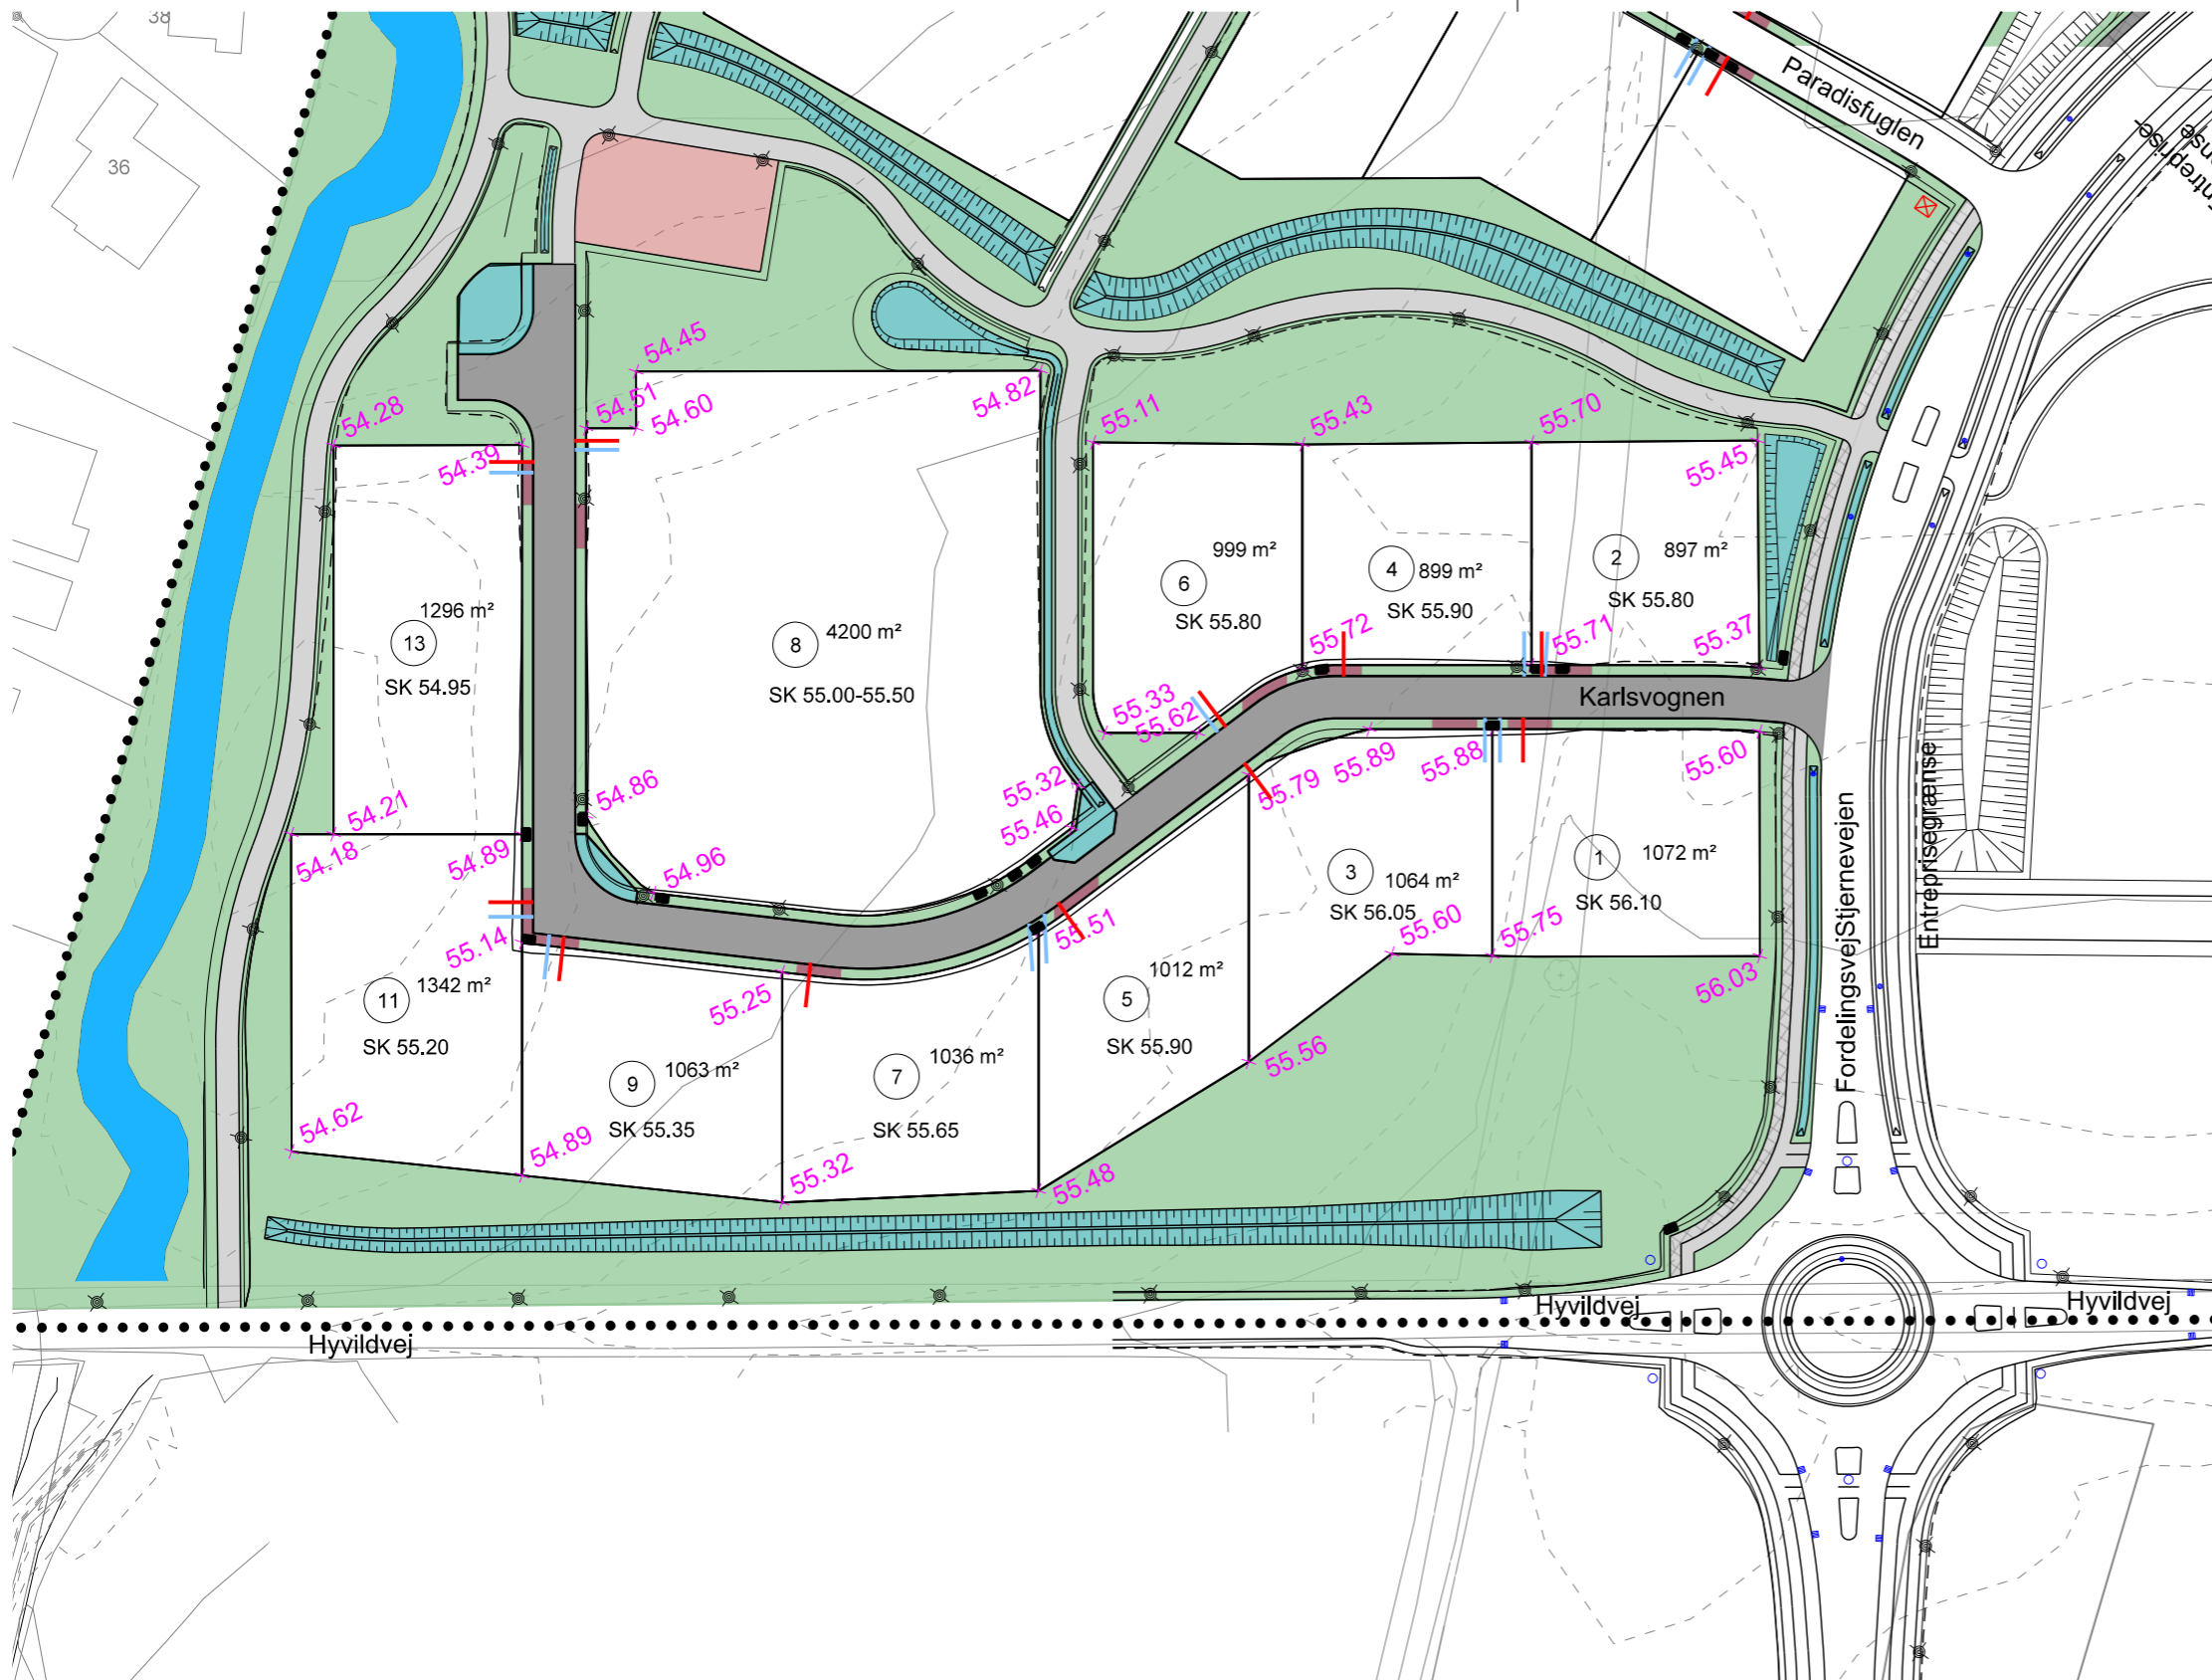 38
36
Paradisfuglen
Entreprise-
54.45
54.51
54.60
54.82
54.28
54.39
55.11
55.43
55.70
55.45
999 m²
6
SK 55.80
4
899 m²
SK 55.90
2
897 m²
SK 55.80
1296 m²
13
SK 54.95
8
4200 m²
SK 55.00-55.50
55.72
55.71
55.37
Karlsvognen
55.33
55.62
55.79
55.89
55.88
55.60
54.86
55.32
55.46
54.21
54.18
54.89
54.96
3
1064 m²
SK 56.05
1
1072 m²
SK 56.10
FordelingsvejStjernevejen
Entreprisegrænse
55.14
55.51
55.60
55.75
56.03
55.25
11
1342 m²
SK 55.20
5
1012 m²
SK 55.90
9
1063 m²
SK 55.35
7
1036 m²
SK 55.65
55.56
54.62
54.89
55.32
55.48
Hyvildvej
Hyvildvej
Hyvildvej